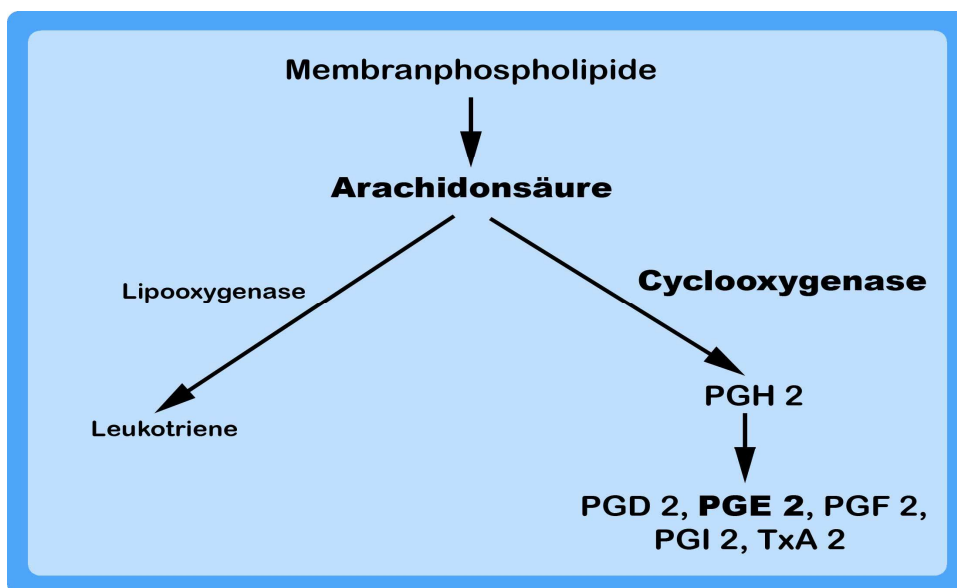 Membranphospholipide
Arachidonsäure
Lipooxygenase
Cyclooxygenase
PGH 2
Leukotriene
PGD 2, PGE 2, PGF 2,
PGI 2, TxA 2